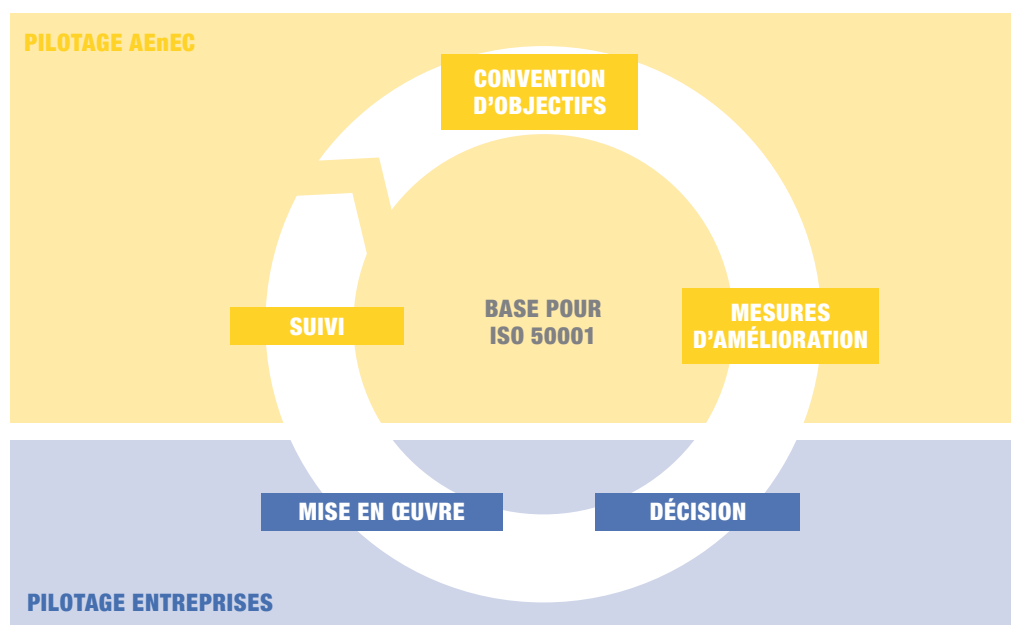 PILOTAGE AEnEC
CONVENTION
D'OBJECTIFS
BASE POUR
ISO 50001
SUIVI
MESURES
D'AMÉLIORATION
MISE EN ŒUVRE
DÉCISION
PILOTAGE ENTREPRISES